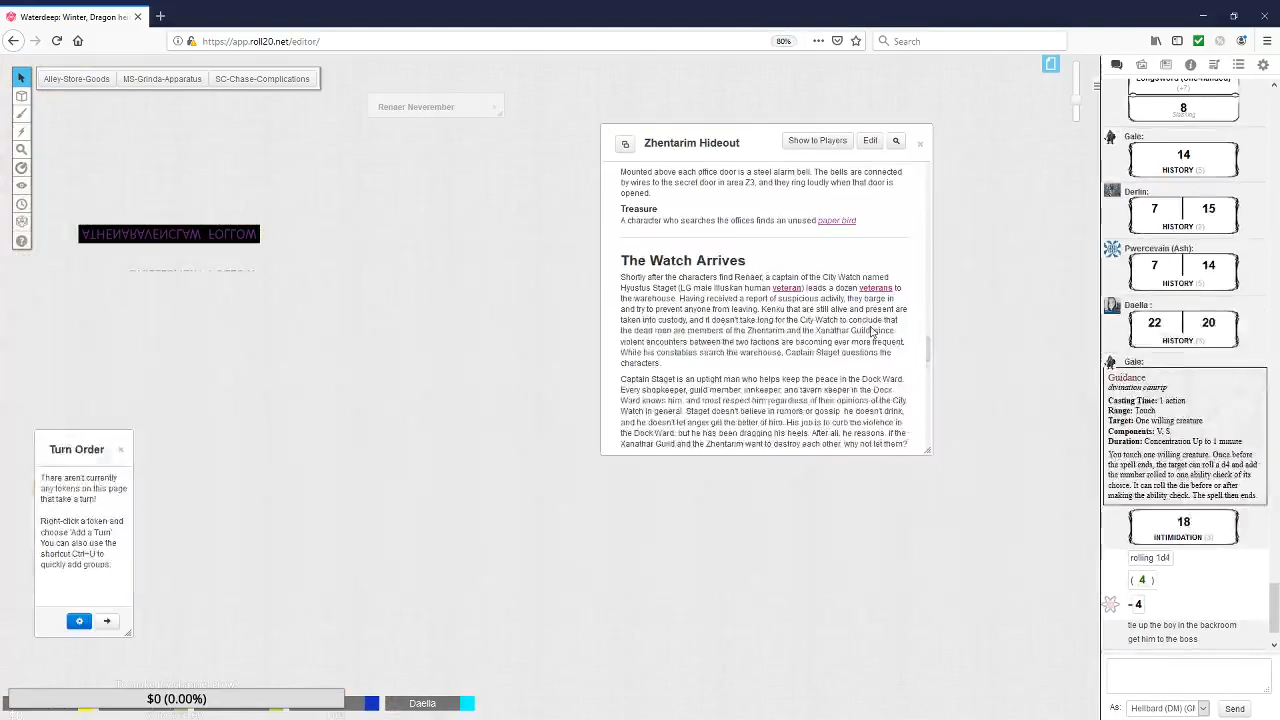 Waterdeep: Winter, Dragon hei
https://app.roll20.net/editor/
80%
Search
Alley-Store-Goods
MS-Grinda-Apparatus
SC-Chase-Complications
Renaer Neverember
ATHENARAVENCLAW FOLLOW
Zhentarim Hideout
Show to Players
Edit
Mounted above each office door is a steel alarm bell. The bells are connected
by wires to the secret door in area Z3, and they ring loudly when that door is
opened.
Treasure
A character who searches the offices finds an unused paper bird
The Watch Arrives
Shortly after the characters find Renaer, a captain of the City Watch named
Hyustus Staget (LG male Illuskan human veteran) leads a dozen veterans to
the warehouse. Having received a report of suspicious activity, they barge in
and try to prevent anyone from leaving. Kenku that are still alive and present are
taken into custody, and it doesn't take long for the City Watch to conclude that
the dead men are members of the Zhentarim and the Xanathar Guild since
violent encounters between the two factions are becoming ever more frequent.
While his constables search the warehouse, Captain Staget questions the
characters.
Captain Staget is an uptight man who helps keep the peace in the Dock Ward.
Every shopkeeper, guild member, innkeeper, and tavern keeper in the Dock
Ward knows him, and most respect him regardless of their opinions of the City
Watch in general. Staget doesn't believe in rumors or gossip, he doesn't drink,
and he doesn't let anger get the better of him. His job is to curb the violence in
the Dock Ward, but he has been dragging his heels. After all, he reasons, if the
Xanathar Guild and the Zhentarim want to destroy each other, why not let them?
Turn Order
There aren't currently
any tokens on this page
that take a turn!
Right-click a token and
choose 'Add a Turn'
You can also use the
shortcut Ctrl+U to
quickly add groups.
$0 (0.00%)
Daella
Longsword (One-handed)
(+7)
8
Slashing
Gale:
14
HISTORY (5)
Derlin:
7 15
HISTORY (2)
Pwercevain (Ash):
7 14
HISTORY (5)
Daella :
22 20
HISTORY (5)
Gale:
Guidance
divination cantrip
Casting Time: 1 action
Range: Touch
Target: One willing creature
Components: V, S,
Duration: Concentration Up to 1 minute
You touch one willing creature. Once before
the spell ends, the target can roll a d4 and add
the number rolled to one ability check of its
choice. It can roll the die before or after
making the ability check. The spell then ends.
18
INTIMIDATION (3)
rolling 1d4
( 4 )
= 4
tie up the boy in the backroom
get him to the boss.
As:
Hellbard (DM) (GM
Send